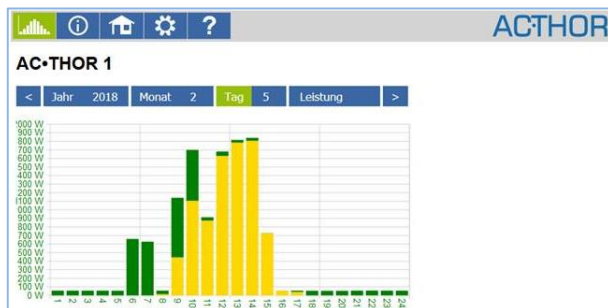 AC•THOR
AC•THOR 1
< Jahr 2018 Monat 2 Tag 5 Leistung >
900 W
800 W
700 W
600 W
500 W
400 W
300 W
200 W
900 W
800 W
700 W
600 W
500 W
400 W
300 W
200 W
100 W
0 W
1 2 3 4 5 6 7 8 9 10 11 12 13 14 15 16 17 18 19 20 21 22 23 24